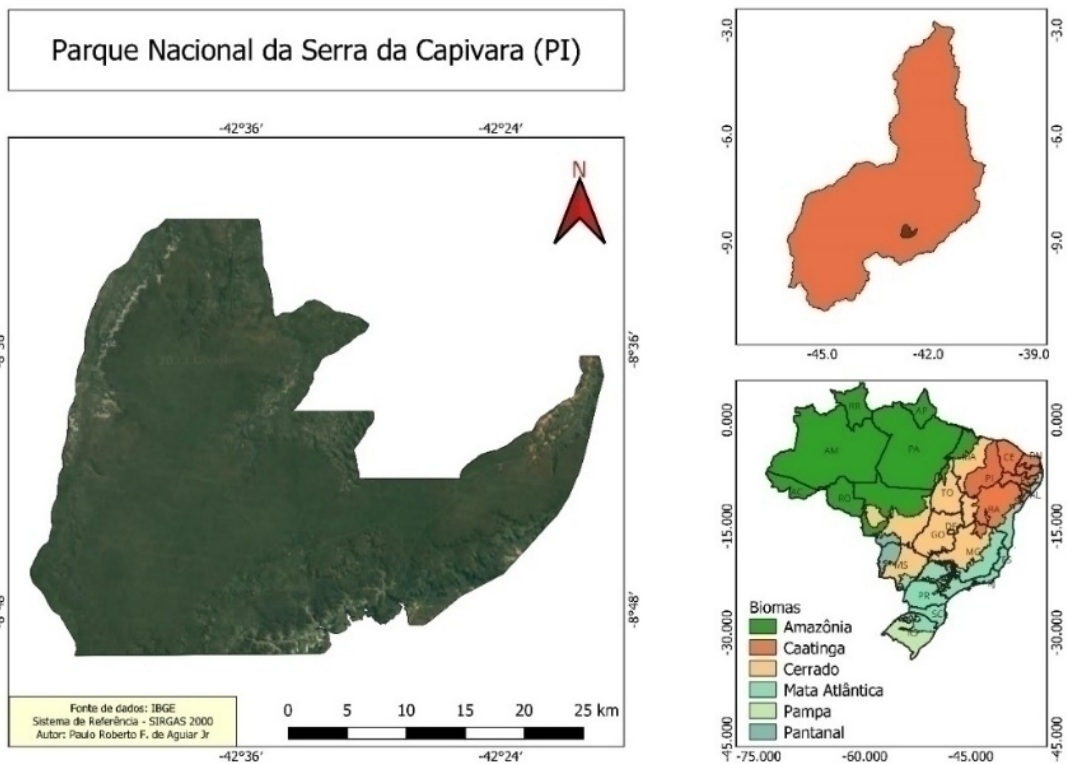 Parque Nacional da Serra da Capivara (PI)
-42°36′
-42°24′
N
-8°36′
-8°48′
Fonte de dados: IBGE
Sistema de Referência - SIRGAS 2000
Autor: Paulo Roberto F. de Aguiar Jr
0 5 10 15 20 25 km
-42°36′
-42°24′
-3.0
-3.0
-6.0
-6.0
-9.0
-9.0
-45.0
-42.0
-39.0
0.000
0.000
RR
AP
AM
PA
MA
CE
RN
PI
AL
AC
RO
TO
BA
DF
GO
MG
ES
MS
PR
SC
-15.000
-15.000
-30.000
-30.000
-45.000
-45.000
Biomas
Amazônia
Caatinga
Cerrado
Mata Atlântica
Pampa
Pantanal
-75.000
-60.000
-45.000